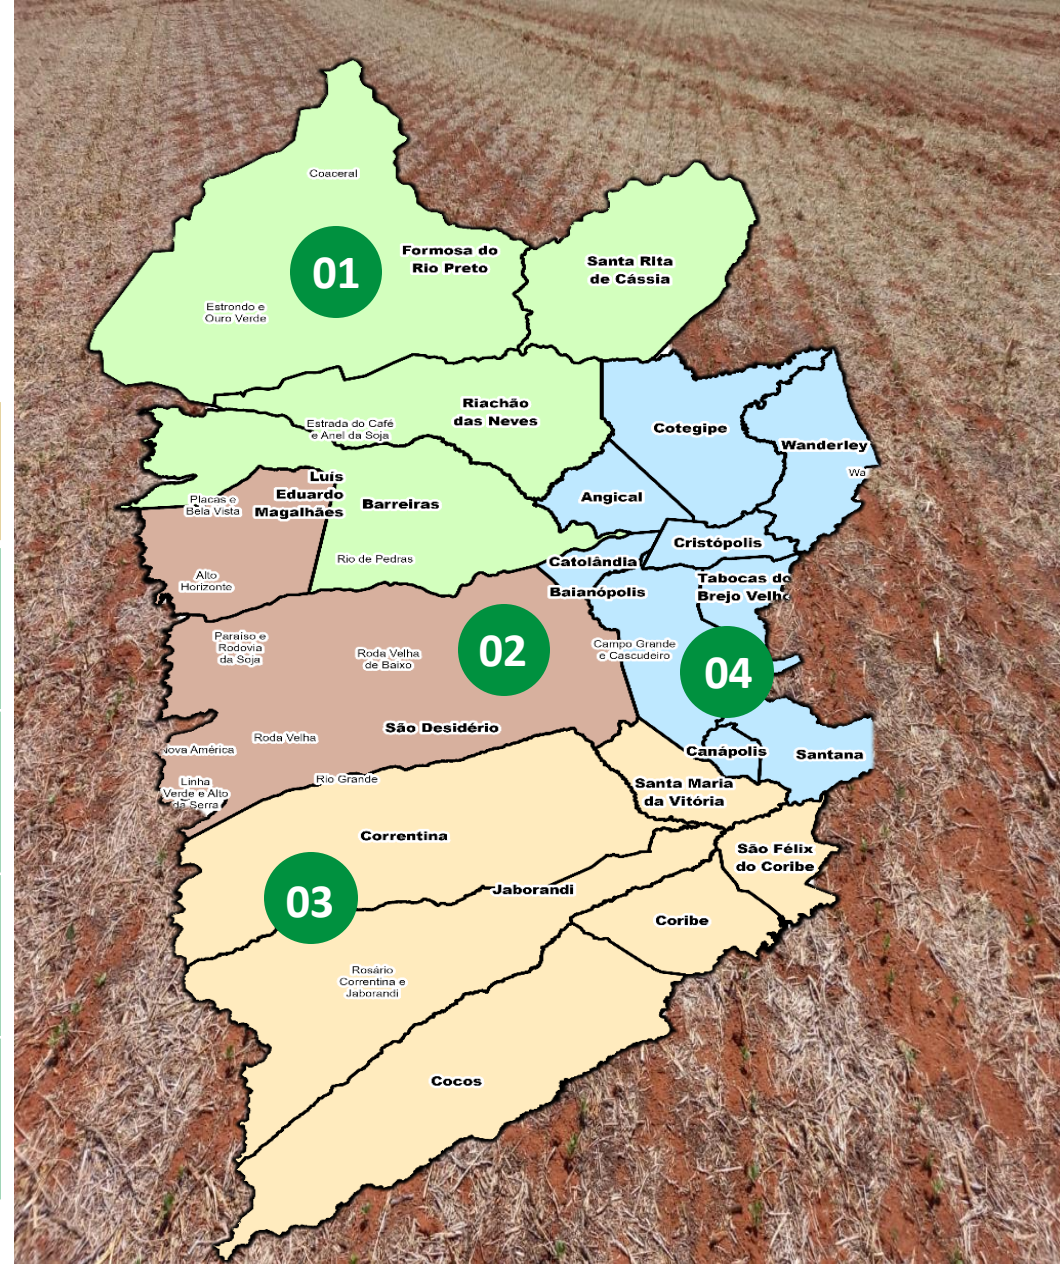 Coaceral
Formosa do
Rio Preto
Santa Rita
de Cássia
01
Estrondo e
Ouro Verde
Riachão
das Neves
Estrada do Café
e Anel da Soja
Cotegipe
Wanderley
Wa
Luís
Eduardo
Magalhães
Placas e
Bela Vista
Barreiras
Angical
Cristópolis
Rio de Pedras
Catolândia
Alto
Horizonte
Baianópolis
Tabocas do
Brejo Velho
Paraíso e
Rodovia
da Soja
Roda Velha
de Baixo
02
Campo Grande
e Cascudeiro
04
São Desidério
Roda Velha
Nova América
Canápolis
Santana
Linha
Verde e Alto
da Serra
Rio Grande
Santa Maria
da Vitória
Correntina
São Félix
do Coribe
03
Jaborandi
Coribe
Rosário
Correntina e
Jaborandi
Cocos